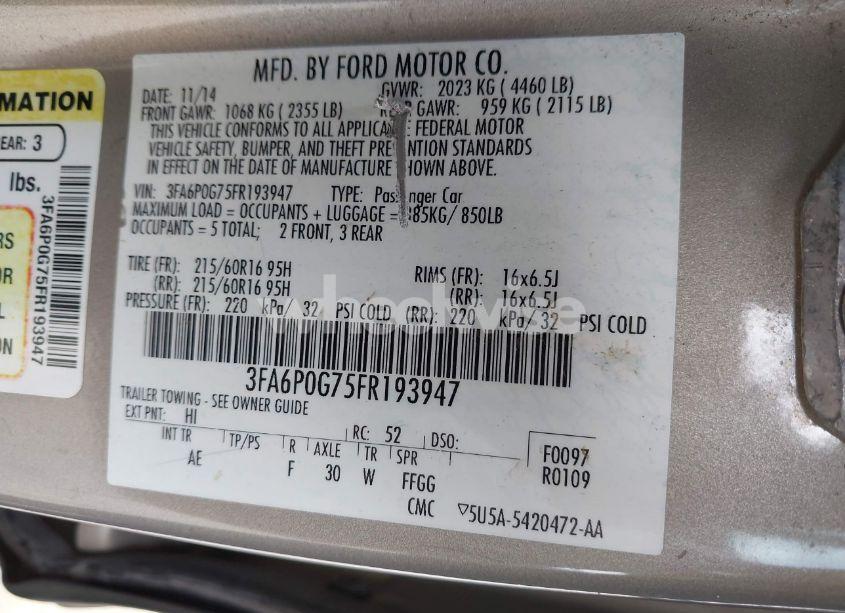 MFD. BY FORD MOTOR CO.
DATE: 11/14 GVWR: 2023 KG ( 4460 LB)
FRONT GAWR: 1068 KG ( 2355 LB) GAWR: 959 KG ( 2115 LB)
THIS VEHICLE CONFORMS TO ALL FEDERAL MOTOR
VEHICLE SAFETY, BUMPER, AND THEFT STANDARDS
IN EFFECT ON THE DATE OF MANUFACTURE SHOWN ABOVE.
VIN: 3FA6P0G75FR193947 TYPE: Passenger Car
MAXIMUM LOAD = OCCUPANTS + LUGGAGE = 85KG/ 850LB
OCCUPANTS = 5 TOTAL; 2 FRONT, 3 REAR
TIRE (FR): 215/60R16 95H RIMS (FR): 16x6.5J
(RR): 215/60R16 95H (RR): 16x6.5J
PRESSURE (FR): 220 kPa/ 32 PSI COLD (RR): 220 kPa/ 32 PSI COLD
3FA6P0G75FR193947
TRAILER TOWING - SEE OWNER GUIDE
EXT PNT: HI RC: 52 DSO:
INT TR TP/PS R AXLE TR SPR F0097
AE F 30 W FFGG R0109
CMC ▽5U5A-5420472-AA
MATION
EAR: 3
lbs.
RS
OR
L
ON
3FA6P0G75FR193947